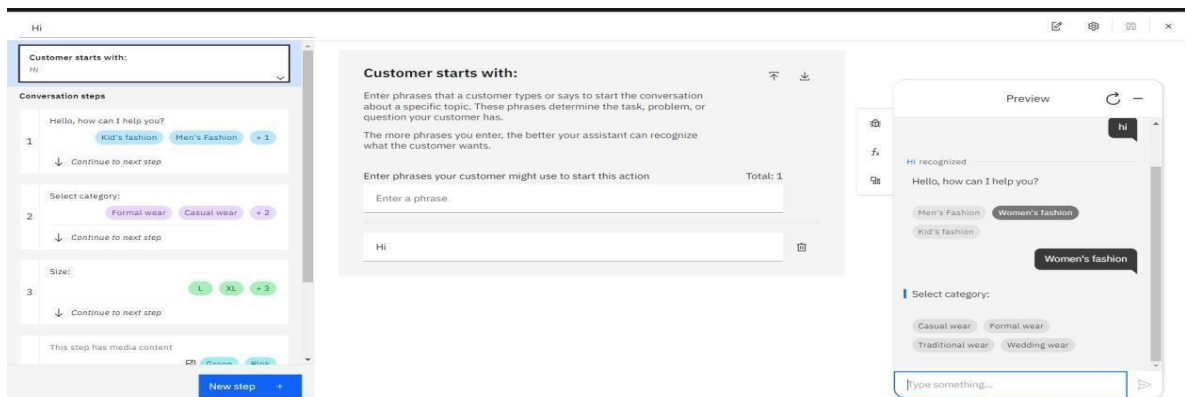 Hi
Customer starts with:
Hi
Conversation steps
1
Hello, how can I help you?
Kid's fashion Men's Fashion + 1
Continue to next step
2
Select category:
Formal wear Casual wear + 2
Continue to next step
3
Size:
L XL + 3
Continue to next step
This step has media content
Green Pink
New step +
Customer starts with:
Enter phrases that a customer types or says to start the conversation
about a specific topic. These phrases determine the task, problem, or
question your customer has.
The more phrases you enter, the better your assistant can recognize
what the customer wants.
Enter phrases your customer might use to start this action Total: 1
Enter a phrase
Hi
fx
Preview
hi
Hi recognized
Hello, how can I help you?
Men's Fashion Women's fashion
Kid's fashion
Women's fashion
Select category:
Casual wear Formal wear
Traditional wear Wedding wear
Type something...